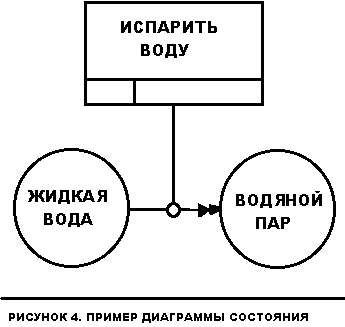 ИСПАРИТЬ
ВОДУ
ЖИДКАЯ
ВОДА
ВОДЯНОЙ
ПАР
РИСУНОК 4. ПРИМЕР ДИАГРАММЫ СОСТОЯНИЯ